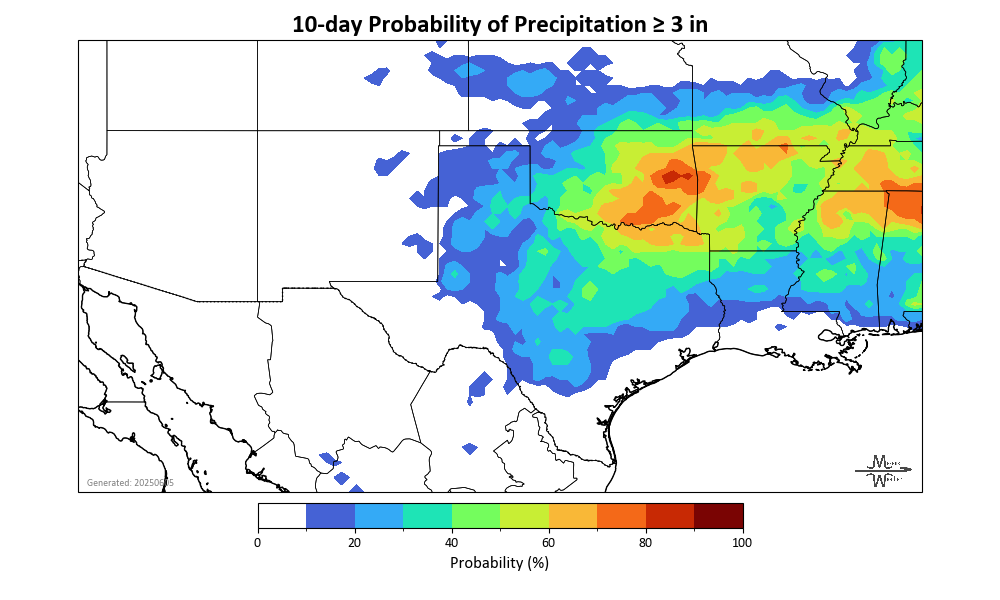 10-day Probability of Precipitation ≥ 3 in
Generated: 20250605
0 20 40 60 80 100
Probability (%)